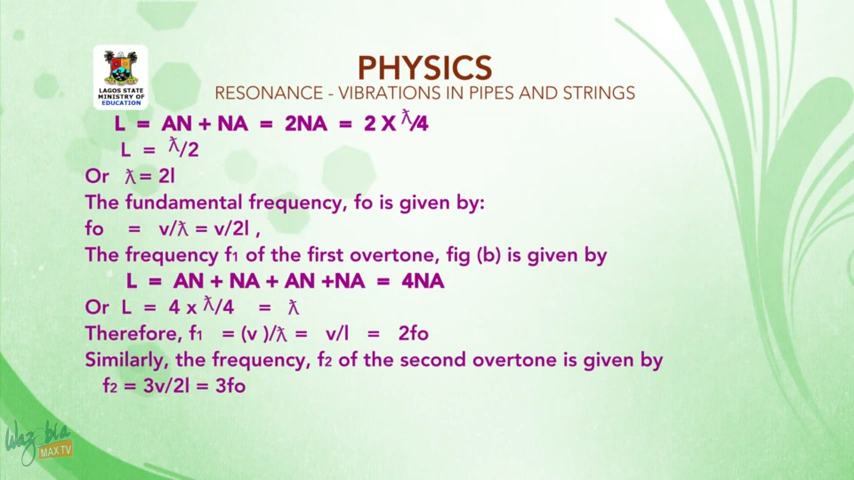 LAGOS STATE
MINISTRY OF
EDUCATION
PHYSICS
RESONANCE - VIBRATIONS IN PIPES AND STRINGS
L = AN + NA = 2NA = 2 X ƛ/4
L = ƛ/2
Or ƛ = 2l
The fundamental frequency, fo is given by:
fo = v/ƛ = v/2l ,
The frequency f1 of the first overtone, fig (b) is given by
L = AN + NA + AN +NA = 4NA
Or L = 4 x ƛ/4 = ƛ
Therefore, f1 = (v )/ƛ = v/l = 2fo
Similarly, the frequency, f2 of the second overtone is given by
f2 = 3v/2l = 3fo
Wazobia
MAX TV